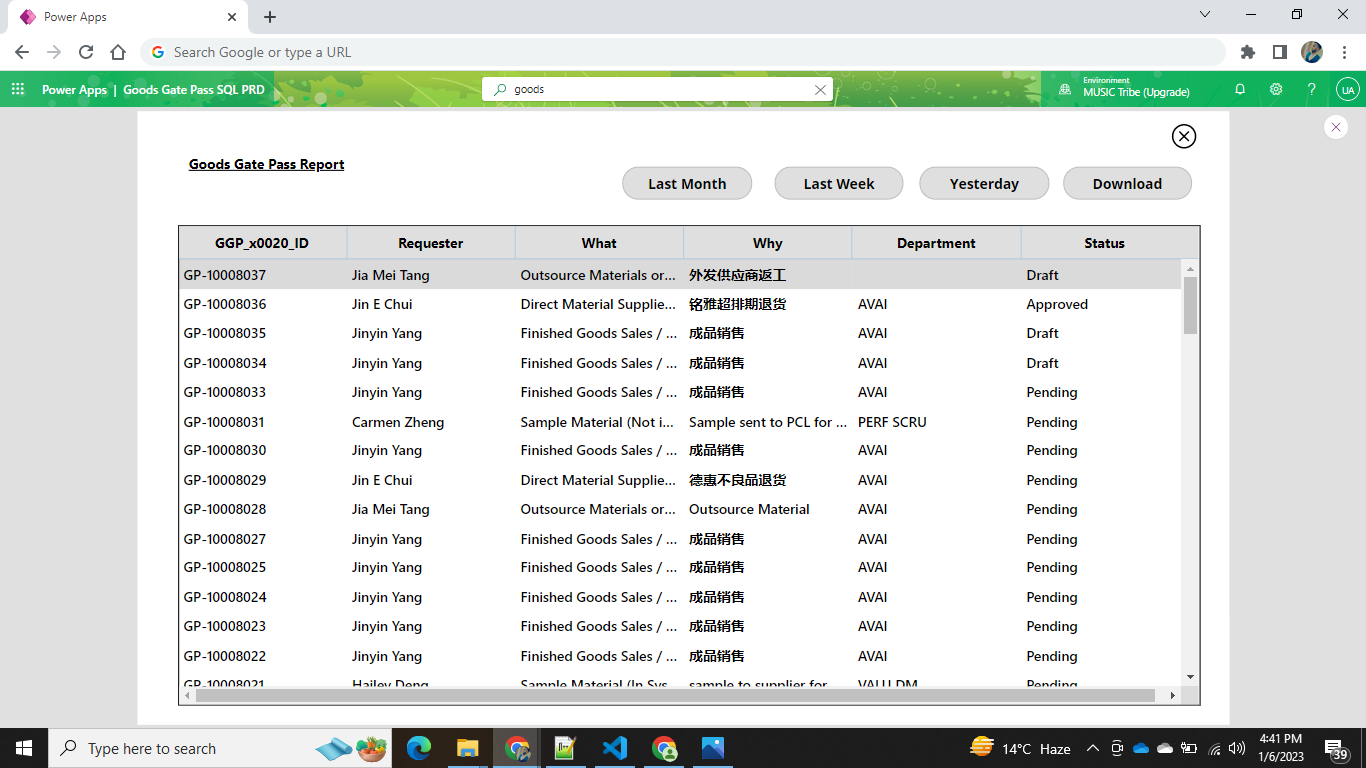 Power Apps
Search Google or type a URL
Power Apps | Goods Gate Pass SQL PRD
goods
Environment
MUSIC Tribe (Upgrade)
?
UA
Goods Gate Pass Report
Last Month Last Week Yesterday Download
GGP_x0020_ID Requester What Why Department Status
GP-10008037 Jia Mei Tang Outsource Materials or... 外发供应商返工 Draft
GP-10008036 Jin E Chui Direct Material Supplie... 铭雅超排期退货 AVAI Approved
GP-10008035 Jinyin Yang Finished Goods Sales / ... 成品销售 AVAI Draft
GP-10008034 Jinyin Yang Finished Goods Sales / ... 成品销售 AVAI Draft
GP-10008033 Jinyin Yang Finished Goods Sales / ... 成品销售 AVAI Pending
GP-10008031 Carmen Zheng Sample Material (Not i... Sample sent to PCL for ... PERF SCRU Pending
GP-10008030 Jinyin Yang Finished Goods Sales / ... 成品销售 AVAI Pending
GP-10008029 Jin E Chui Direct Material Supplie... 德惠不良品退货 AVAI Pending
GP-10008028 Jia Mei Tang Outsource Materials or... Outsource Material AVAI Pending
GP-10008027 Jinyin Yang Finished Goods Sales / ... 成品销售 AVAI Pending
GP-10008025 Jinyin Yang Finished Goods Sales / ... 成品销售 AVAI Pending
GP-10008024 Jinyin Yang Finished Goods Sales / ... 成品销售 AVAI Pending
GP-10008023 Jinyin Yang Finished Goods Sales / ... 成品销售 AVAI Pending
GP-10008022 Jinyin Yang Finished Goods Sales / ... 成品销售 AVAI Pending
GP-10008021 Hailey Deng Sample Material (In Sys... sample to supplier for VALU DM Pending
Type here to search
14°C Haze
4:41 PM
1/6/2023
39